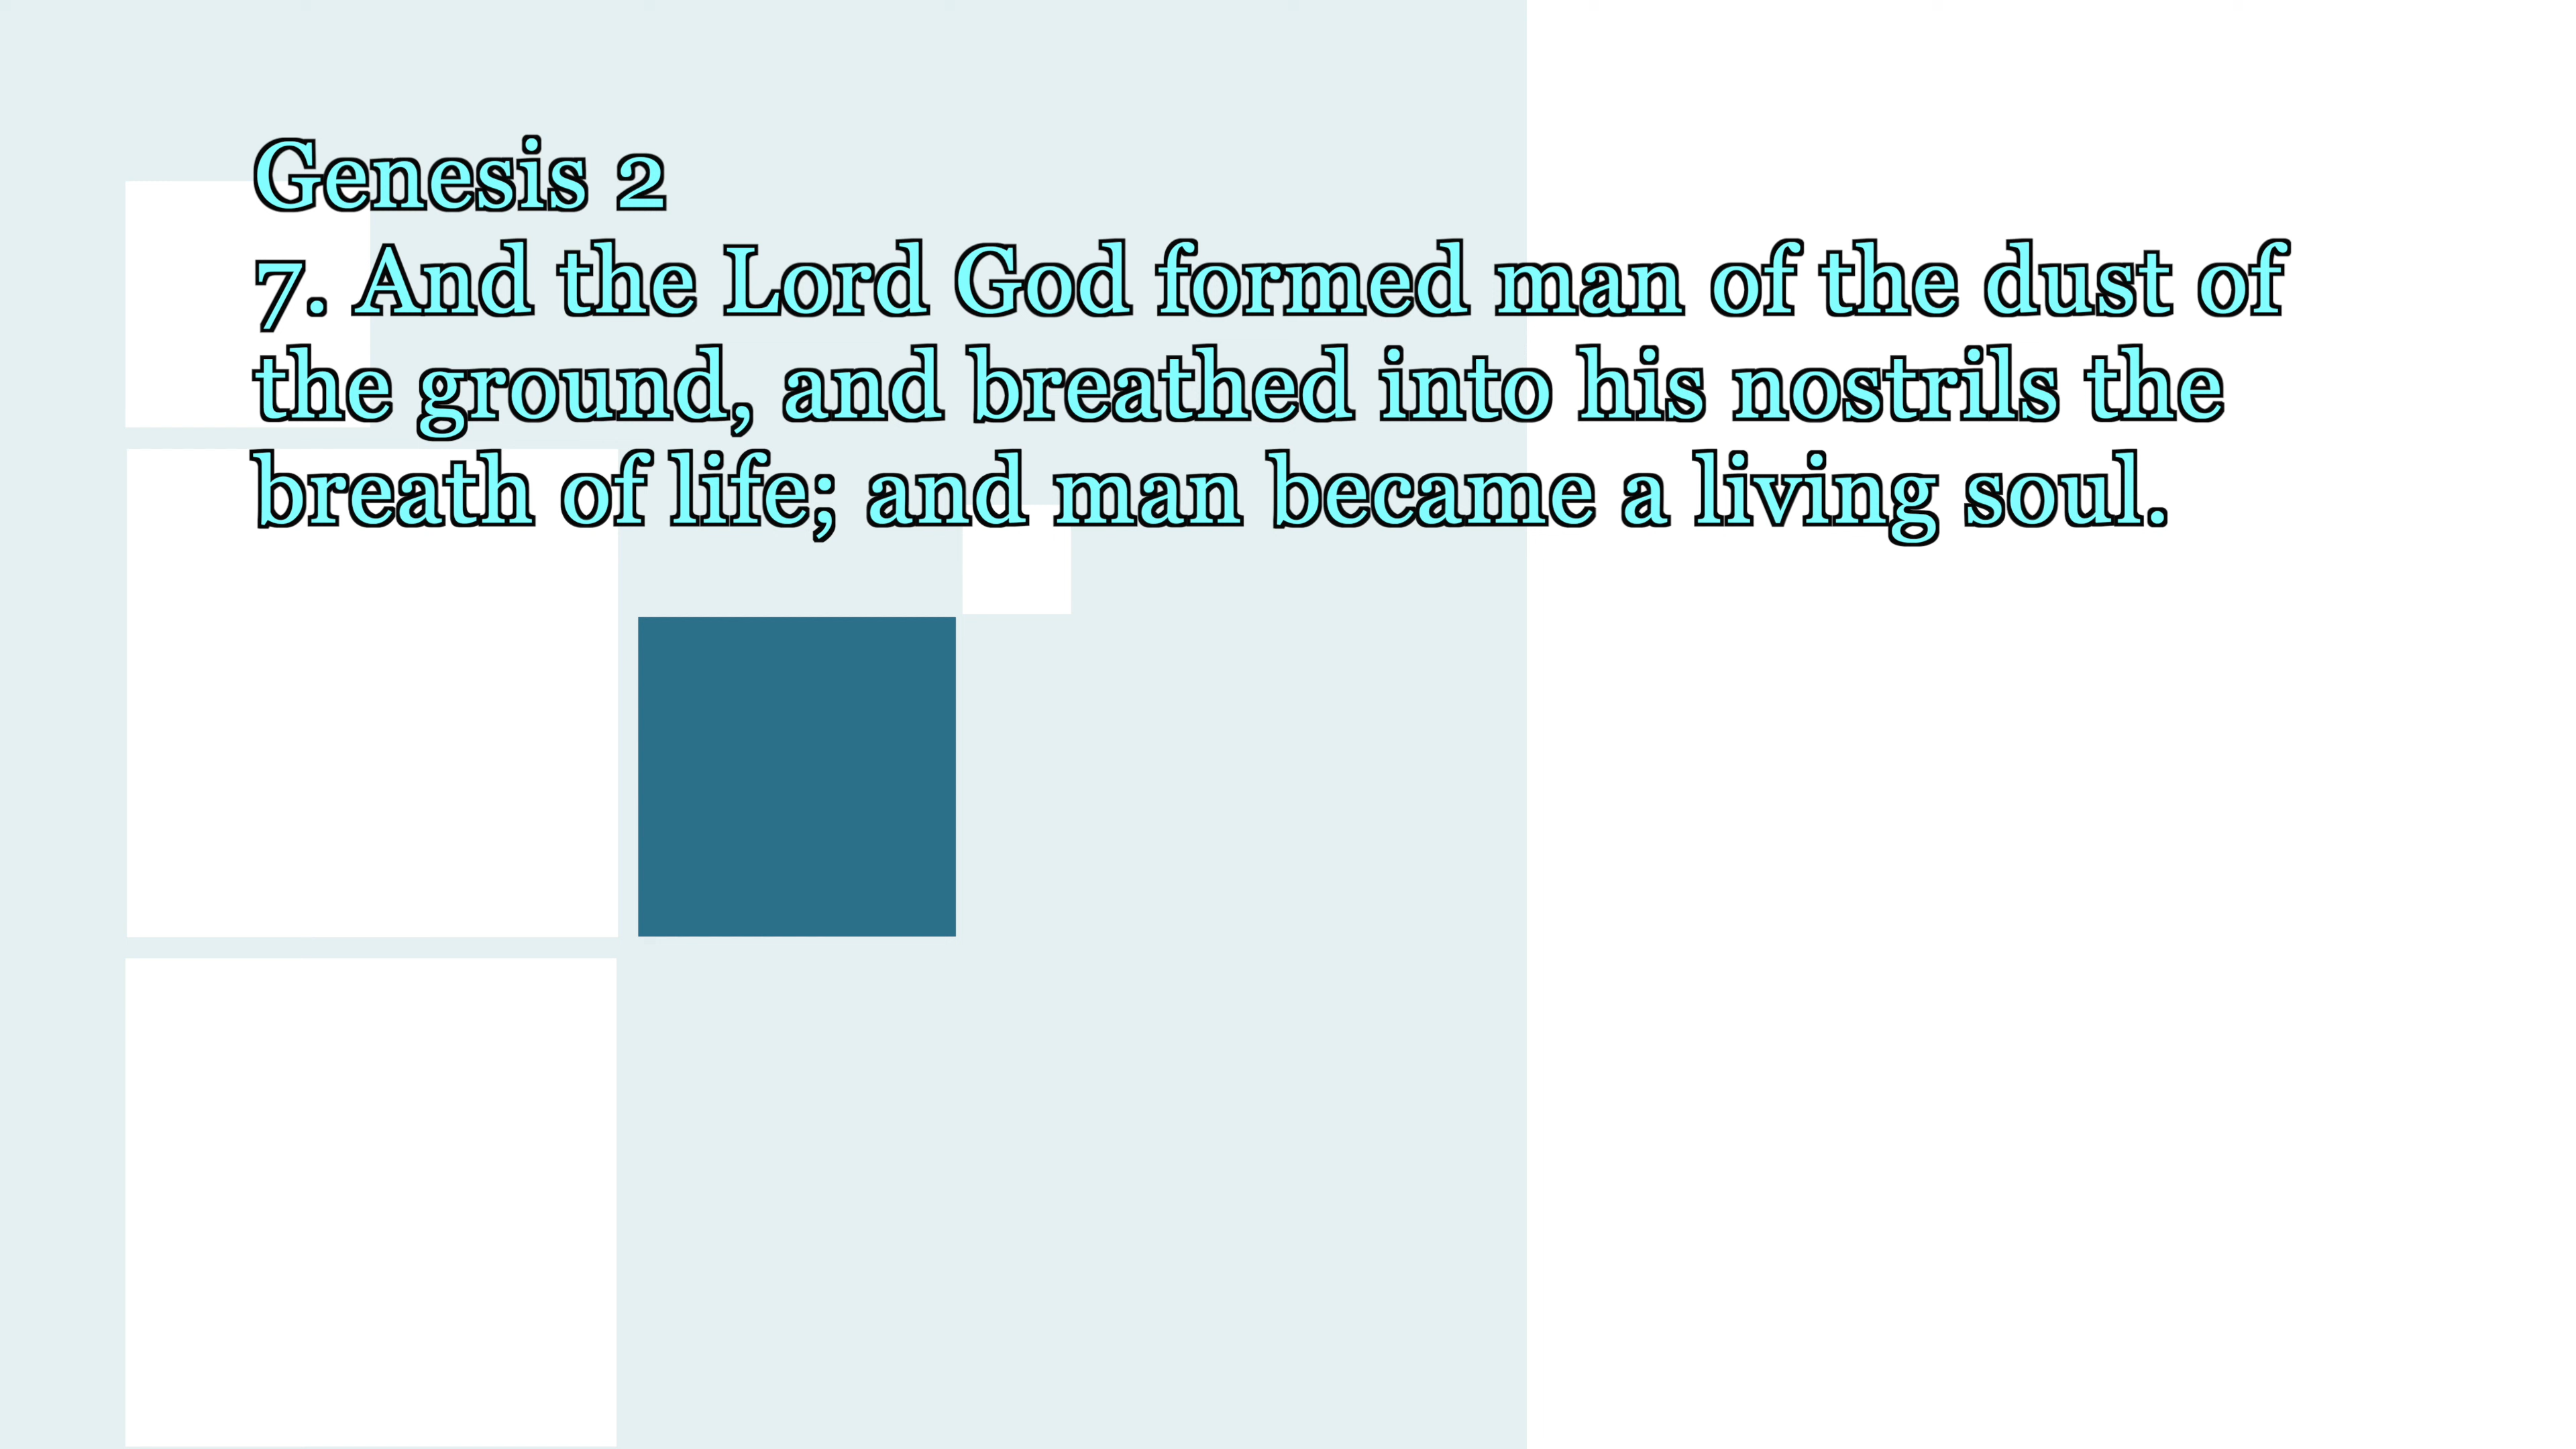 Genesis 2
7. And the Lord God formed man of the dust of
the ground, and breathed into his nostrils the
breath of life; and man became a living soul.